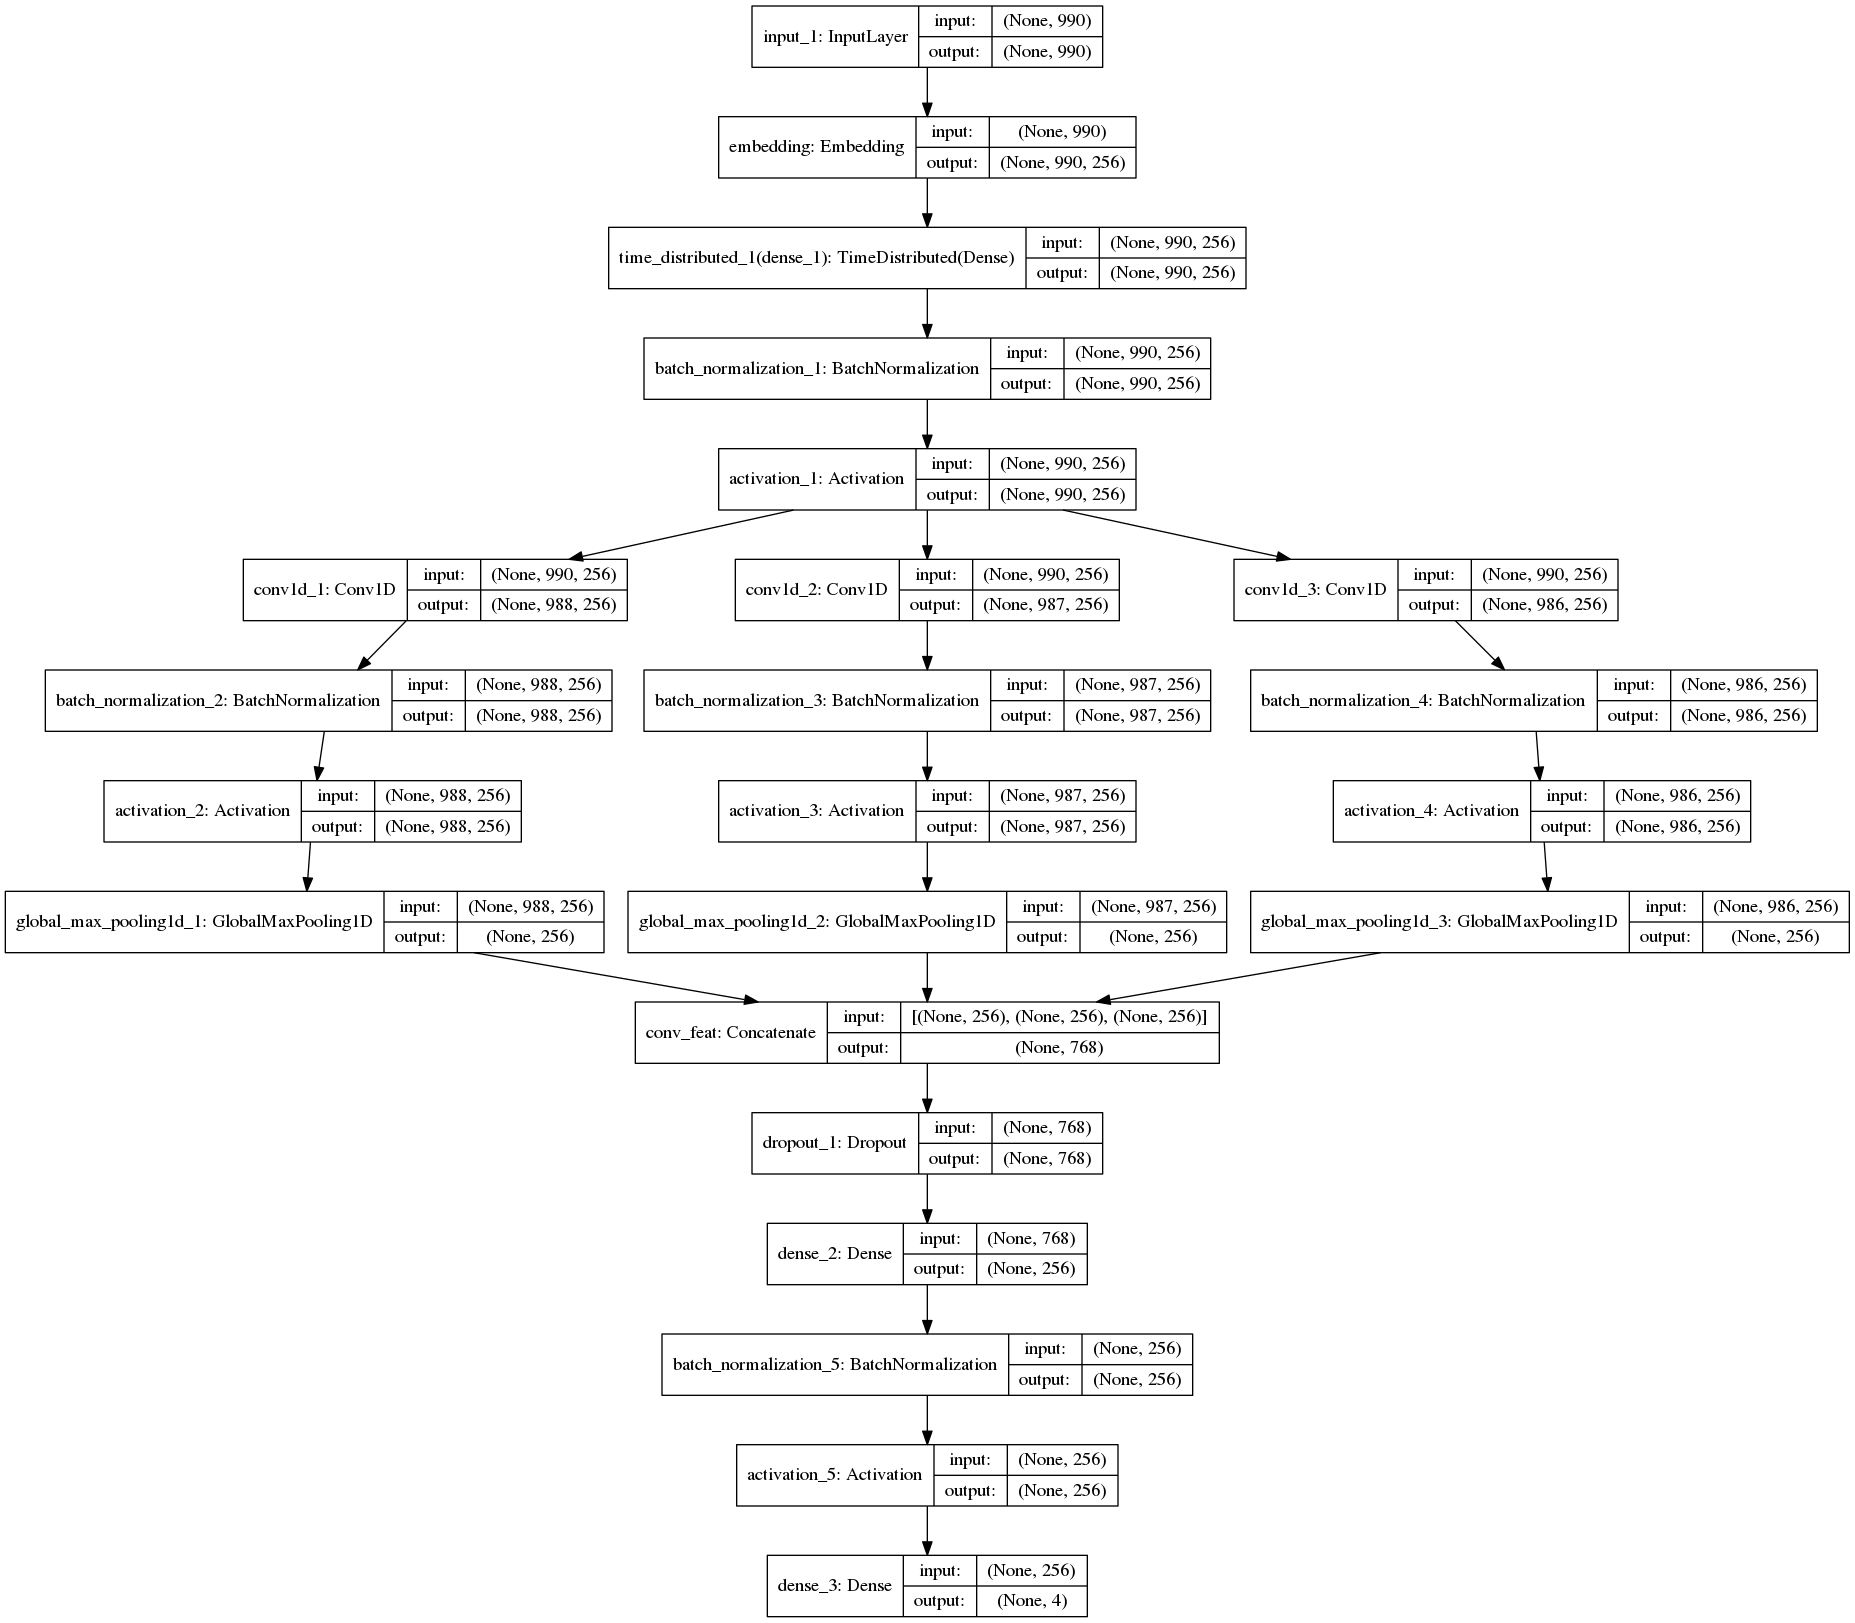 input_1: InputLayer
input: (None, 990)
output: (None, 990)
embedding: Embedding
input: (None, 990)
output: (None, 990, 256)
time_distributed_1(dense_1): TimeDistributed(Dense)
input: (None, 990, 256)
output: (None, 990, 256)
batch_normalization_1: BatchNormalization
input: (None, 990, 256)
output: (None, 990, 256)
activation_1: Activation
input: (None, 990, 256)
output: (None, 990, 256)
conv1d_1: Conv1D
input: (None, 990, 256)
output: (None, 988, 256)
conv1d_2: Conv1D
input: (None, 990, 256)
output: (None, 987, 256)
conv1d_3: Conv1D
input: (None, 990, 256)
output: (None, 986, 256)
batch_normalization_2: BatchNormalization
input: (None, 988, 256)
output: (None, 988, 256)
batch_normalization_3: BatchNormalization
input: (None, 987, 256)
output: (None, 987, 256)
batch_normalization_4: BatchNormalization
input: (None, 986, 256)
output: (None, 986, 256)
activation_2: Activation
input: (None, 988, 256)
output: (None, 988, 256)
activation_3: Activation
input: (None, 987, 256)
output: (None, 987, 256)
activation_4: Activation
input: (None, 986, 256)
output: (None, 986, 256)
global_max_pooling1d_1: GlobalMaxPooling1D
input: (None, 988, 256)
output: (None, 256)
global_max_pooling1d_2: GlobalMaxPooling1D
input: (None, 987, 256)
output: (None, 256)
global_max_pooling1d_3: GlobalMaxPooling1D
input: (None, 986, 256)
output: (None, 256)
conv_feat: Concatenate
input: [(None, 256), (None, 256), (None, 256)]
output: (None, 768)
dropout_1: Dropout
input: (None, 768)
output: (None, 768)
dense_2: Dense
input: (None, 768)
output: (None, 256)
batch_normalization_5: BatchNormalization
input: (None, 256)
output: (None, 256)
activation_5: Activation
input: (None, 256)
output: (None, 256)
dense_3: Dense
input: (None, 256)
output: (None, 4)